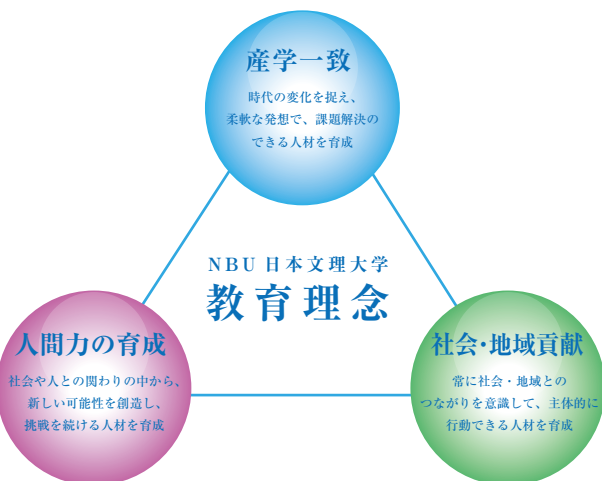 産学一致
時代の変化を捉え、
柔軟な発想で、課題解決の
できる人材を育成
NBU 日本文理大学
教育理念
人間力の育成
社会や人との関わりの中から、
新しい可能性を創造し、
挑戦を続ける人材を育成
社会・地域貢献
常に社会・地域との
つながりを意識して、主体的に
行動できる人材を育成